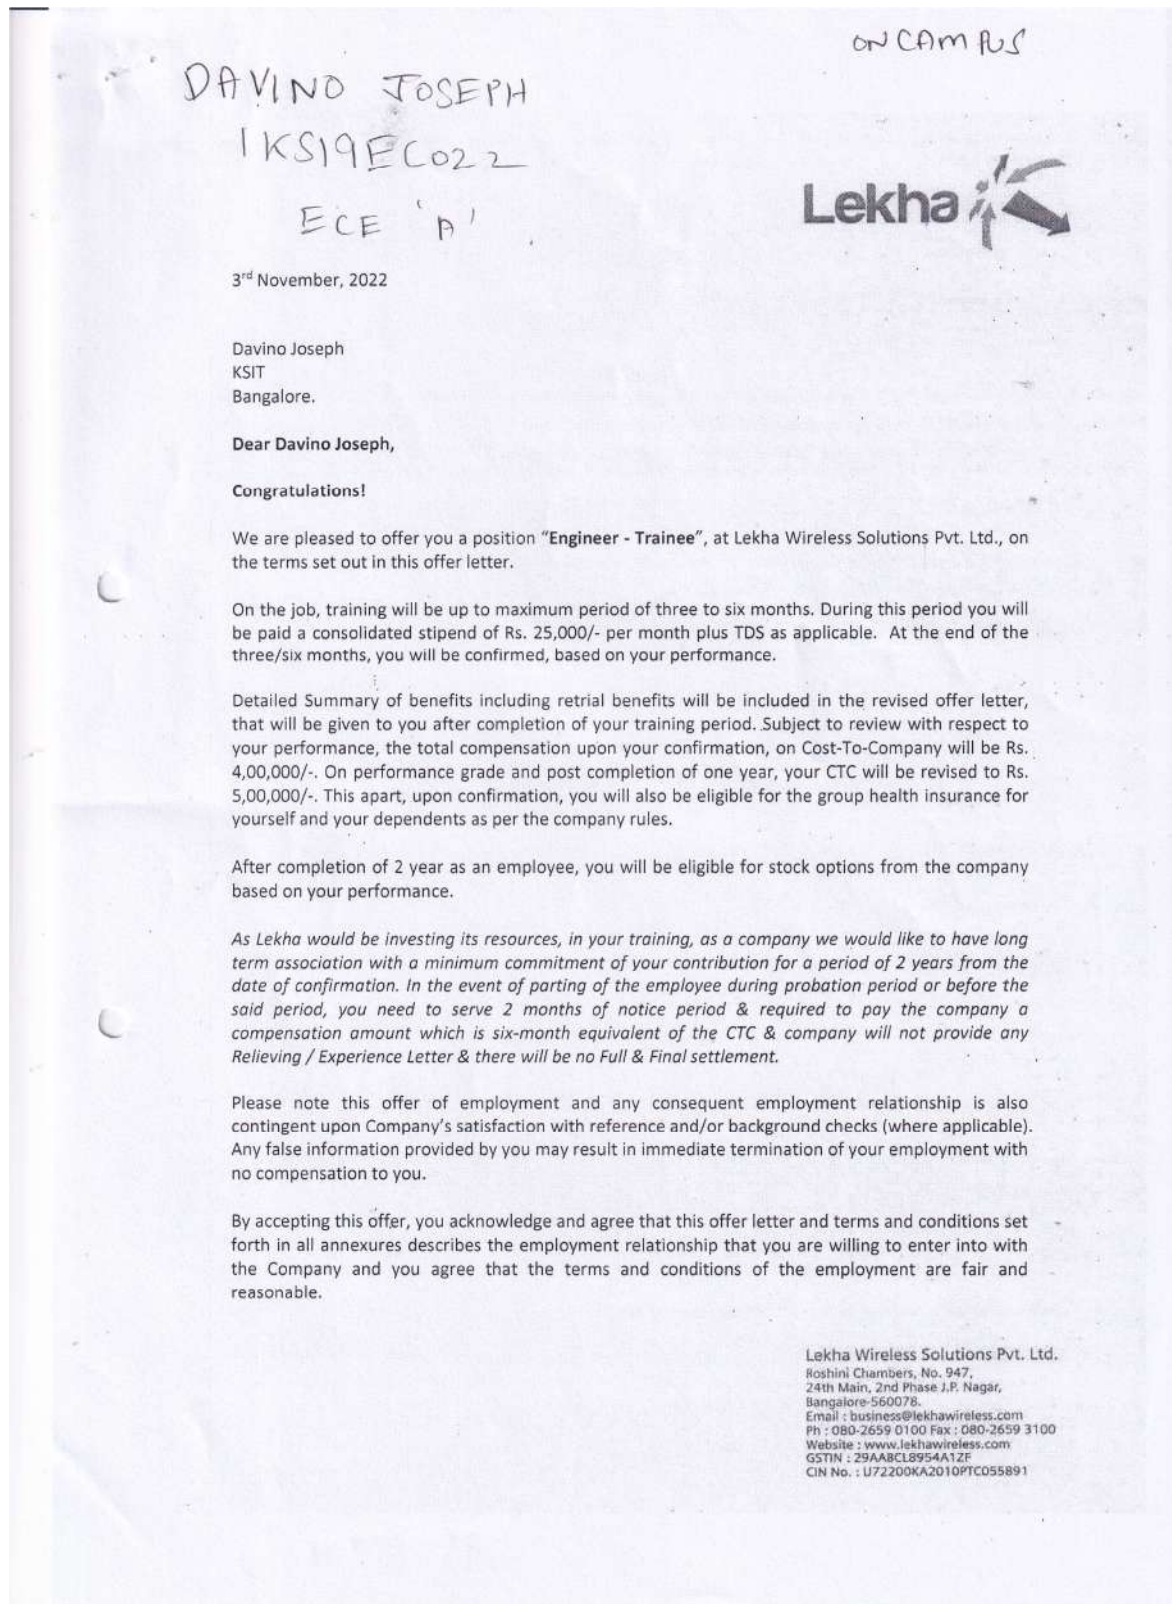 ON CAMPUS
DAVINO JOSEPH
1KS19EC022
ECE 'A'
Lekha
3rd November, 2022
Davino Joseph
KSIT
Bangalore.
Dear Davino Joseph,
Congratulations!
We are pleased to offer you a position "Engineer - Trainee", at Lekha Wireless Solutions Pvt. Ltd., on
the terms set out in this offer letter.
On the job, training will be up to maximum period of three to six months. During this period you will
be paid a consolidated stipend of Rs. 25,000/- per month plus TDS as applicable. At the end of the
three/six months, you will be confirmed, based on your performance.
Detailed Summary of benefits including retrial benefits will be included in the revised offer letter,
that will be given to you after completion of your training period. Subject to review with respect to
your performance, the total compensation upon your confirmation, on Cost-To-Company will be Rs.
4,00,000/-. On performance grade and post completion of one year, your CTC will be revised to Rs.
5,00,000/-. This apart, upon confirmation, you will also be eligible for the group health insurance for
yourself and your dependents as per the company rules.
After completion of 2 year as an employee, you will be eligible for stock options from the company
based on your performance.
As Lekha would be investing its resources, in your training, as a company we would like to have long
term association with a minimum commitment of your contribution for a period of 2 years from the
date of confirmation. In the event of parting of the employee during probation period or before the
said period, you need to serve 2 months of notice period & required to pay the company a
compensation amount which is six-month equivalent of the CTC & company will not provide any
Relieving / Experience Letter & there will be no Full & Final settlement.
Please note this offer of employment and any consequent employment relationship is also
contingent upon Company's satisfaction with reference and/or background checks (where applicable).
Any false information provided by you may result in immediate termination of your employment with
no compensation to you.
By accepting this offer, you acknowledge and agree that this offer letter and terms and conditions set
forth in all annexures describes the employment relationship that you are willing to enter into with
the Company and you agree that the terms and conditions of the employment are fair and
reasonable.
Lekha Wireless Solutions Pvt. Ltd.
Roshini Chambers, No. 947,
24th Main, 2nd Phase J.P. Nagar,
Bangalore-560078.
Email : business@lekhawireless.com
Ph : 080-2659 0100 Fax : 080-2659 3100
Website : www.lekhawireless.com
GSTIN : 29AABCL8954A1ZF
CIN No. : U72200KA2010PTC055891